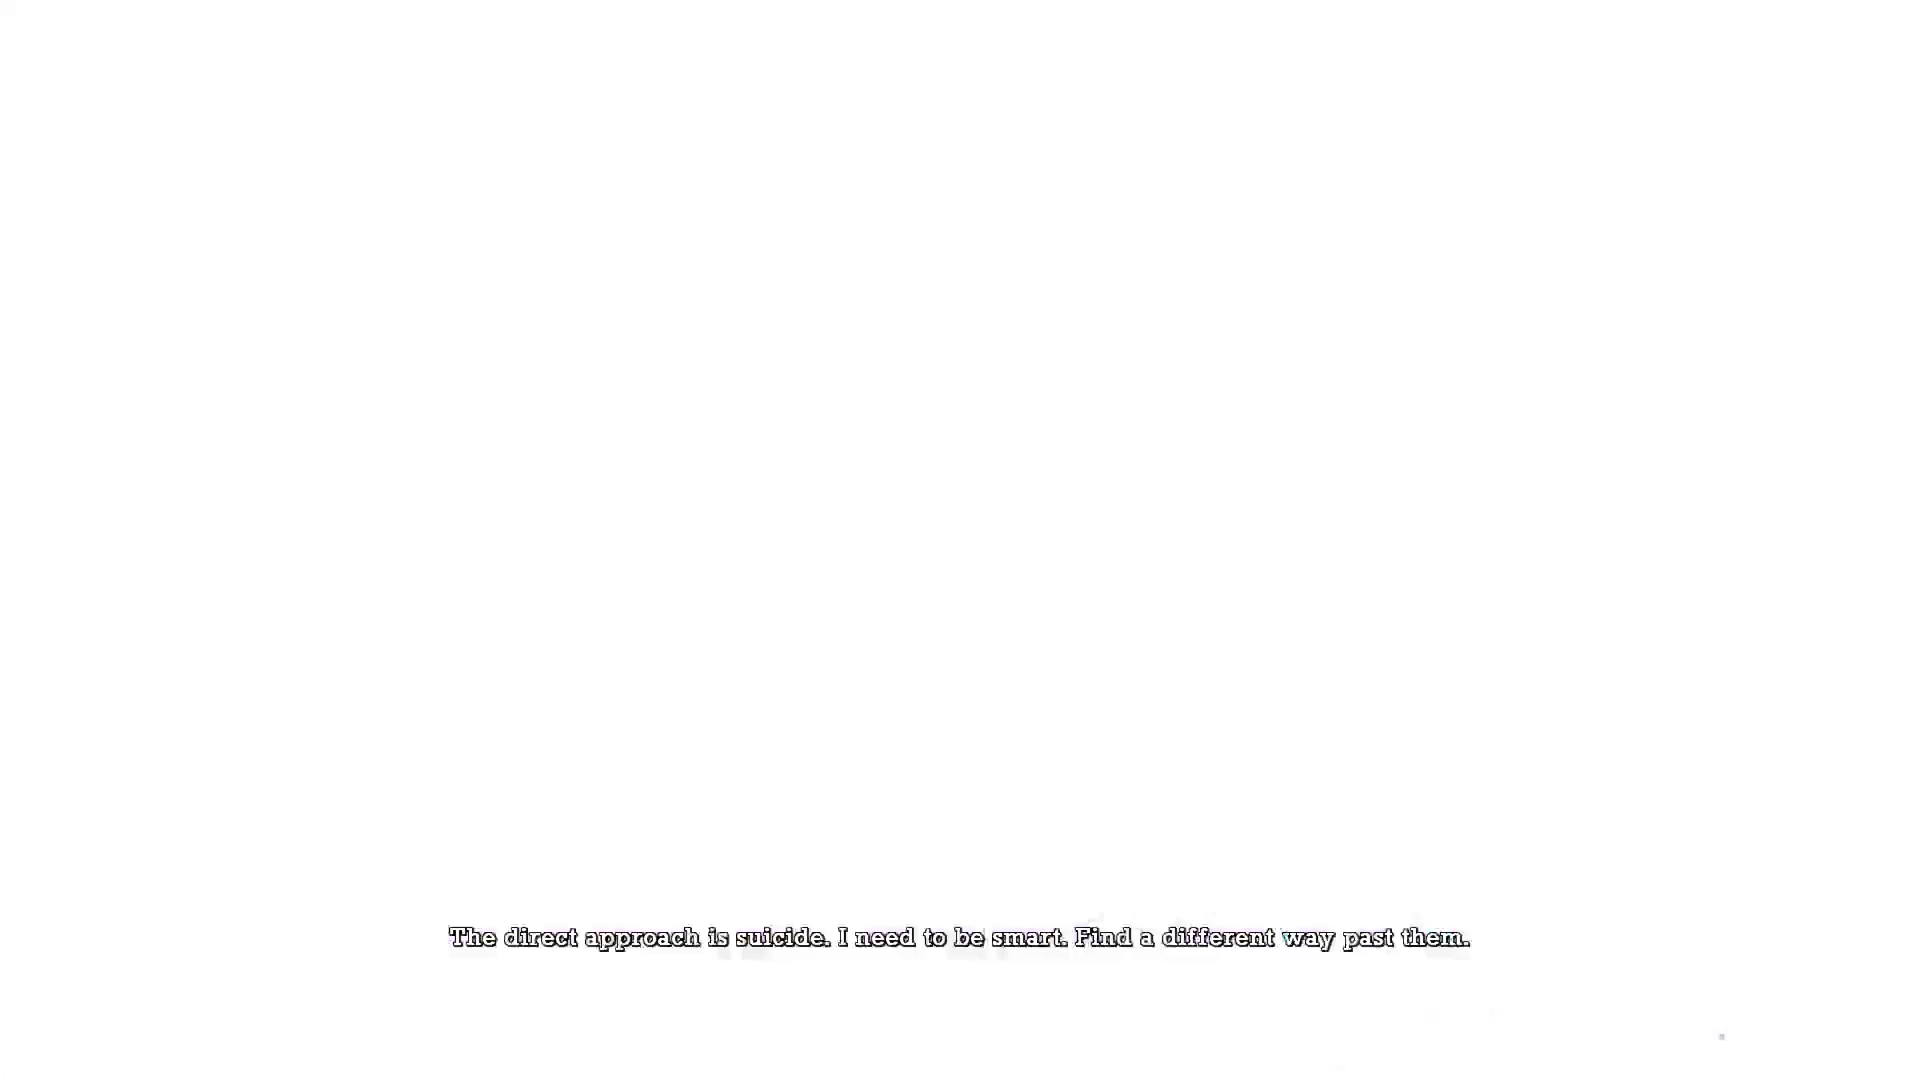 The direct approach is suicide. I need to be smart. Find a different way past them.